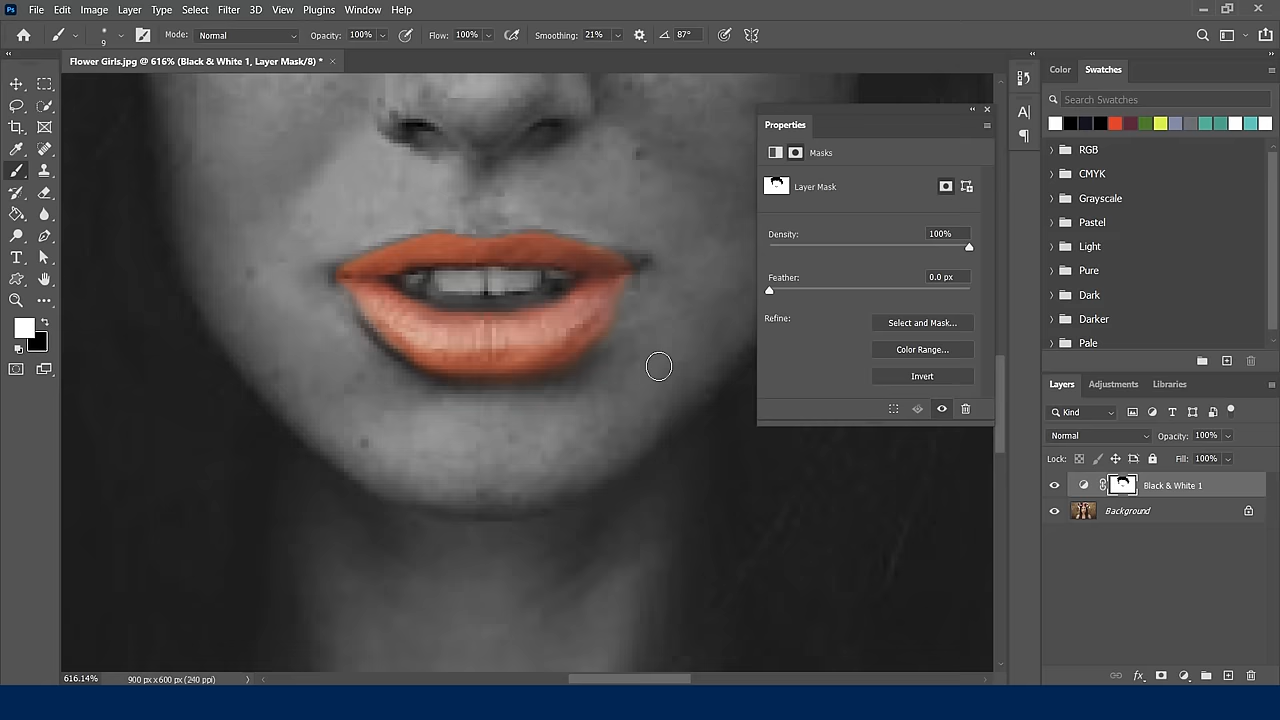 Ps File Edit Image Layer Type Select Filter 3D View Plugins Window Help
9 Mode: Normal Opacity: 100% Flow: 100% Smoothing: 21% 87°
Flower Girls.jpg @ 616% (Black & White 1, Layer Mask/8) *
Color Swatches
Search Swatches
RGB
CMYK
Grayscale
Pastel
Light
Pure
Dark
Darker
Pale
Properties
Masks
Layer Mask
Density: 100%
Feather: 0.0 px
Refine: Select and Mask...
Color Range...
Invert
Layers Adjustments Libraries
Kind
Normal Opacity: 100%
Lock: Fill: 100%
Black & White 1
Background
616.14% 900 px x 600 px (240 ppi)